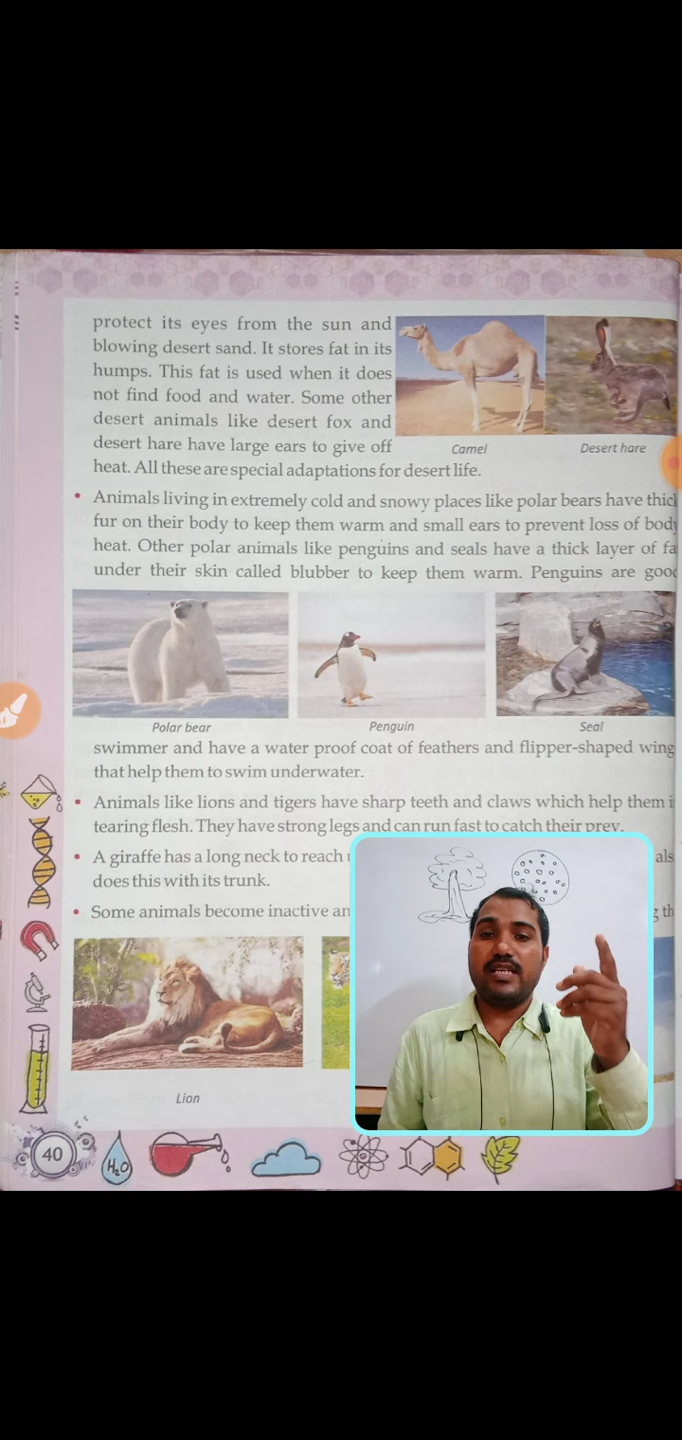 protect its eyes from the sun and
blowing desert sand. It stores fat in its
humps. This fat is used when it does
not find food and water. Some other
desert animals like desert fox and
desert hare have large ears to give off
heat. All these are special adaptations for desert life.
Camel
Desert hare
• Animals living in extremely cold and snowy places like polar bears have thic
fur on their body to keep them warm and small ears to prevent loss of body
heat. Other polar animals like penguins and seals have a thick layer of fa
under their skin called blubber to keep them warm. Penguins are goo
Polar bear
Penguin
Seal
swimmer and have a water proof coat of feathers and flipper-shaped wing
that help them to swim underwater.
• Animals like lions and tigers have sharp teeth and claws which help them i
tearing flesh. They have strong legs and can run fast to catch their prey.
• A giraffe has a long neck to reach als
does this with its trunk.
• Some animals become inactive an g th
Lion
40
H₂O